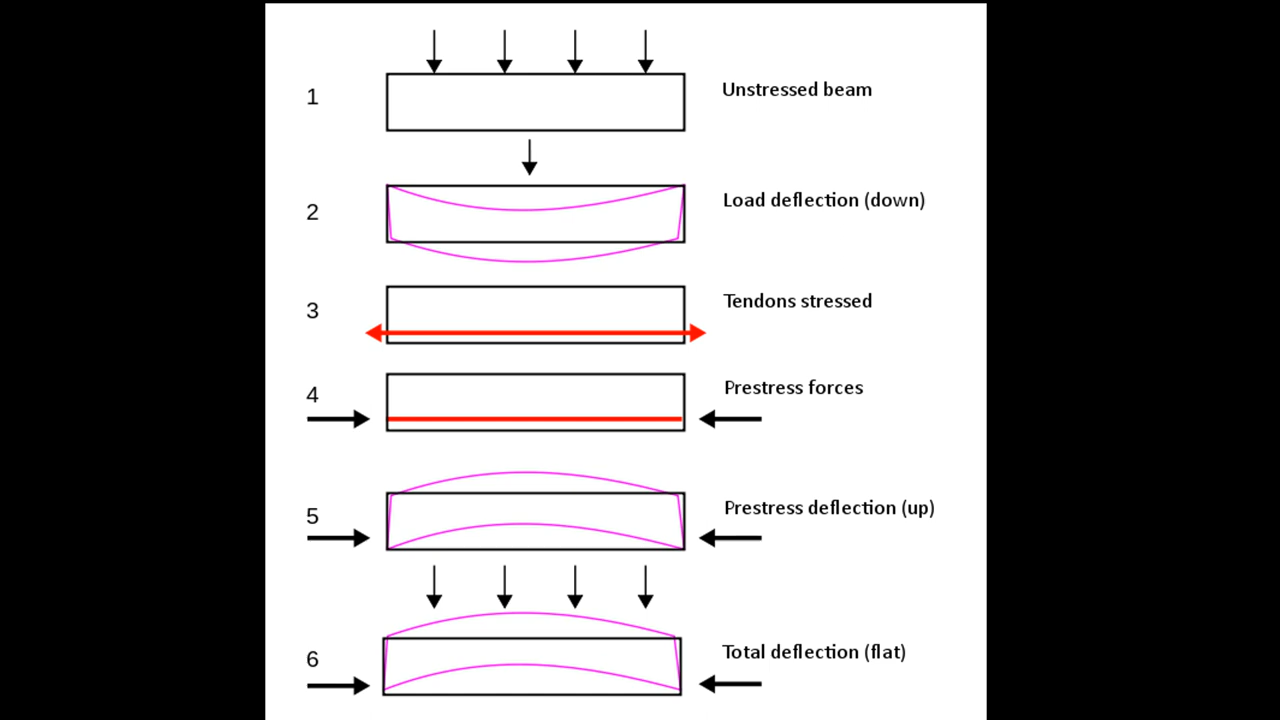 1 Unstressed beam
2 Load deflection (down)
3 Tendons stressed
4 Prestress forces
5 Prestress deflection (up)
6 Total deflection (flat)